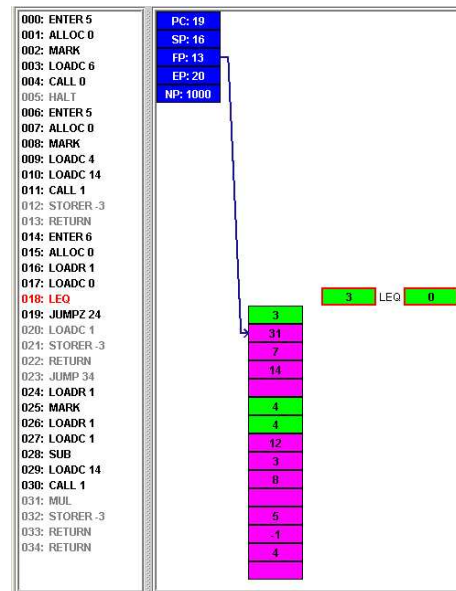 000: ENTER 5
001: ALLOC 0
002: MARK
003: LOADC 6
004: CALL 0
005: HALT
006: ENTER 5
007: ALLOC 0
008: MARK
009: LOADC 4
010: LOADC 14
011: CALL 1
012: STORER -3
013: RETURN
014: ENTER 6
015: ALLOC 0
016: LOADR 1
017: LOADC 0
018: LEQ
019: JUMPZ 24
020: LOADC 1
021: STORER -3
022: RETURN
023: JUMP 34
024: LOADR 1
025: MARK
026: LOADR 1
027: LOADC 1
028: SUB
029: LOADC 14
030: CALL 1
031: MUL
032: STORER -3
033: RETURN
034: RETURN
PC: 19
SP: 16
FP: 13
EP: 20
NP: 1000
3 LEQ 0
3
31
7
14
4
4
12
3
8
5
-1
4